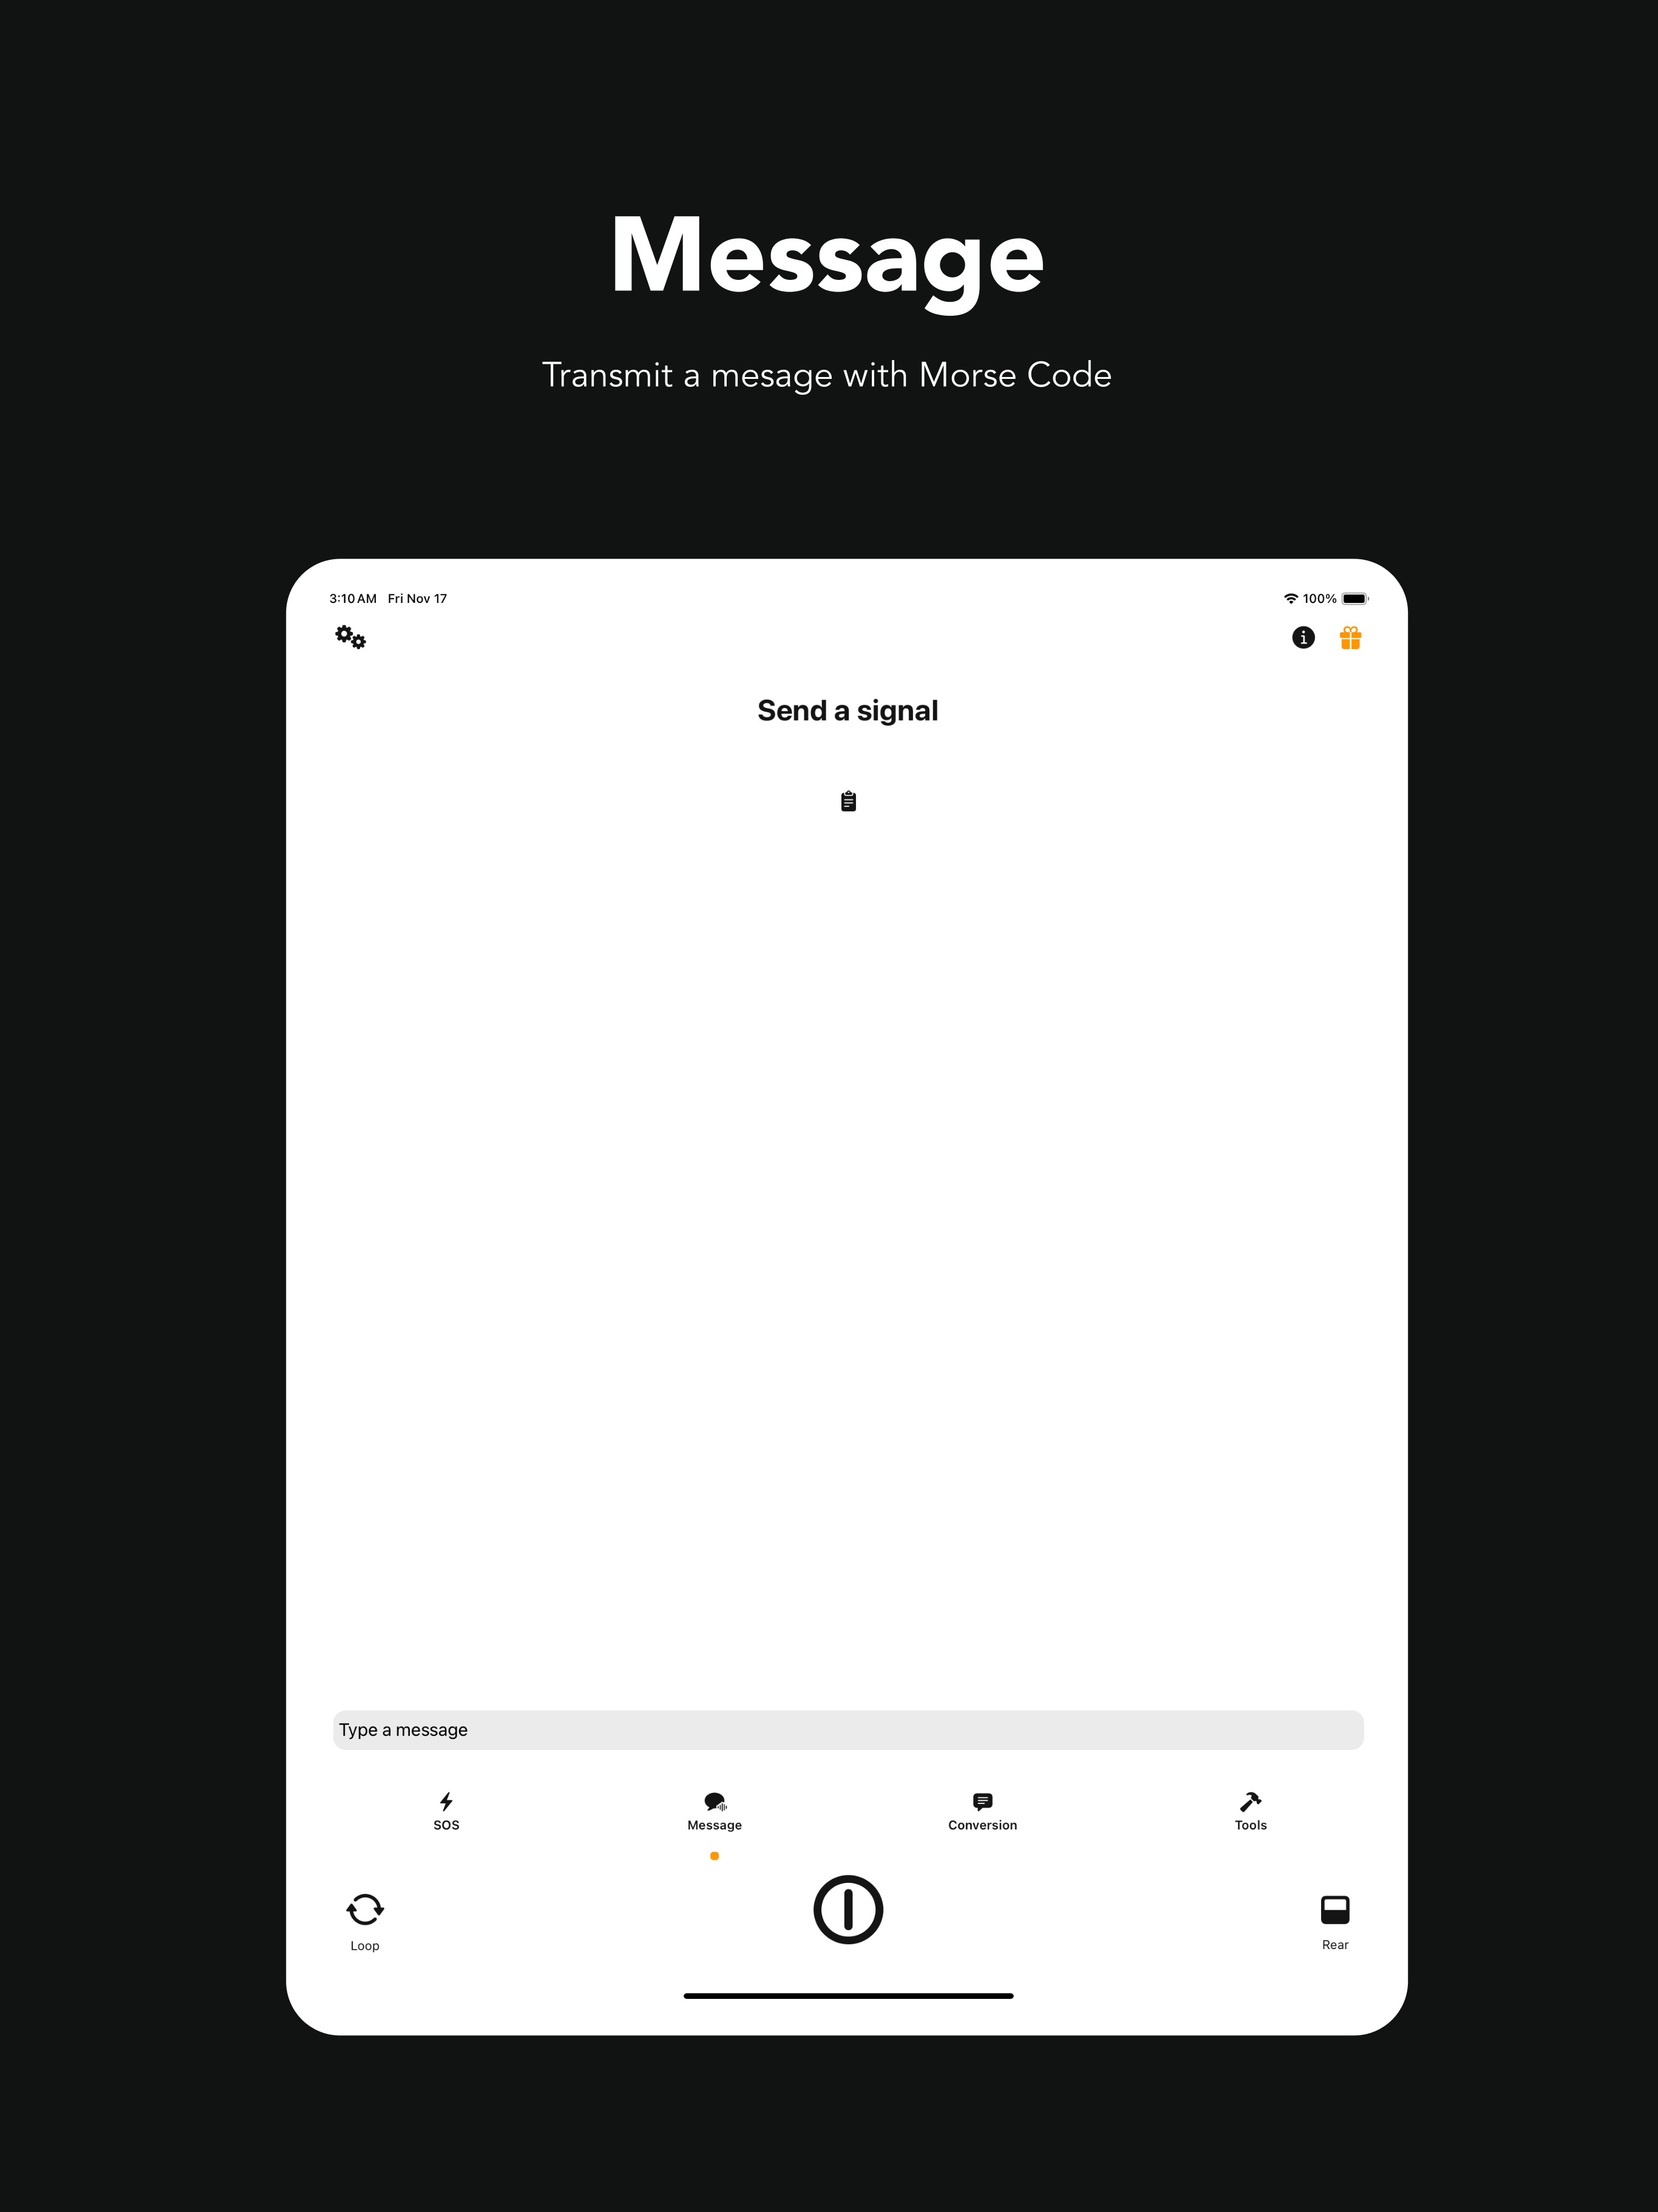 Message
Transmit a mesage with Morse Code
3:10 AM Fri Nov 17
100%
Send a signal
Type a message
SOS
Message
Conversion
Tools
Loop
Rear